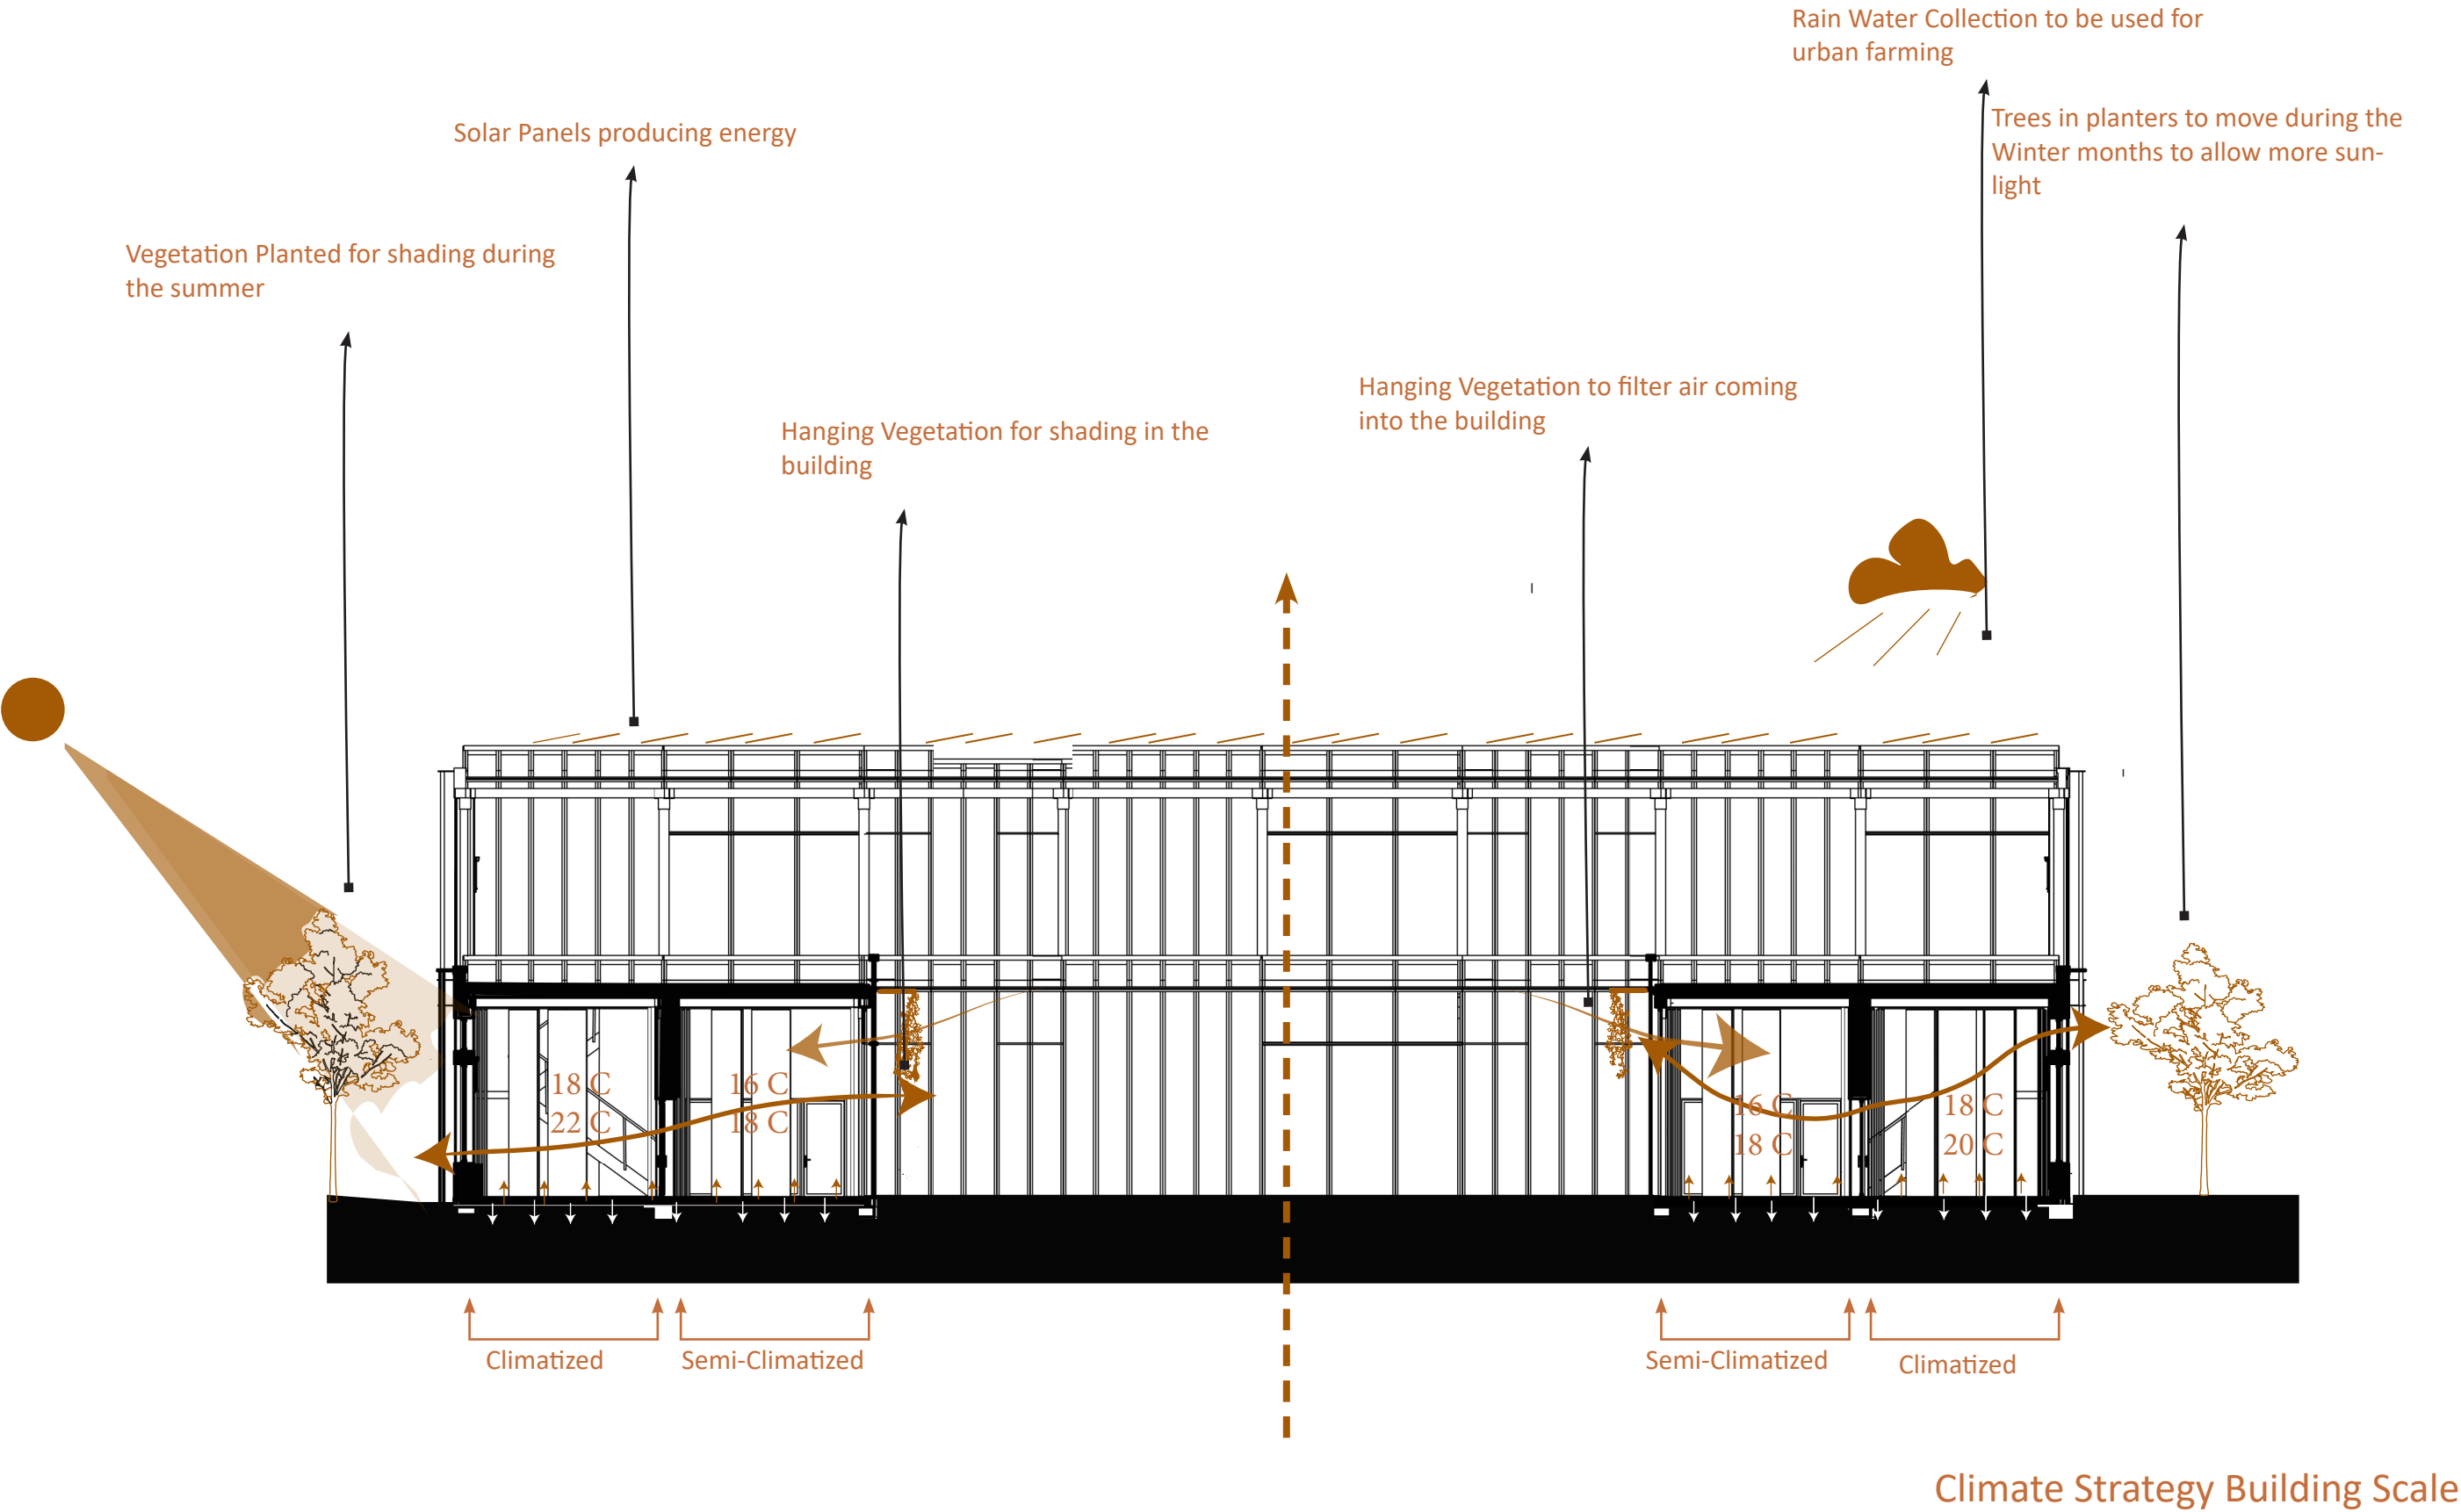 Rain Water Collection to be used for
urban farming
Trees in planters to move during the
Winter months to allow more sun-
light
Solar Panels producing energy
Vegetation Planted for shading during
the summer
Hanging Vegetation to filter air coming
into the building
Hanging Vegetation for shading in the
building
18 C
22 C
16 C
18 C
16 C
18 C
18 C
20 C
Climatized
Semi-Climatized
Semi-Climatized
Climatized
Climate Strategy Building Scale